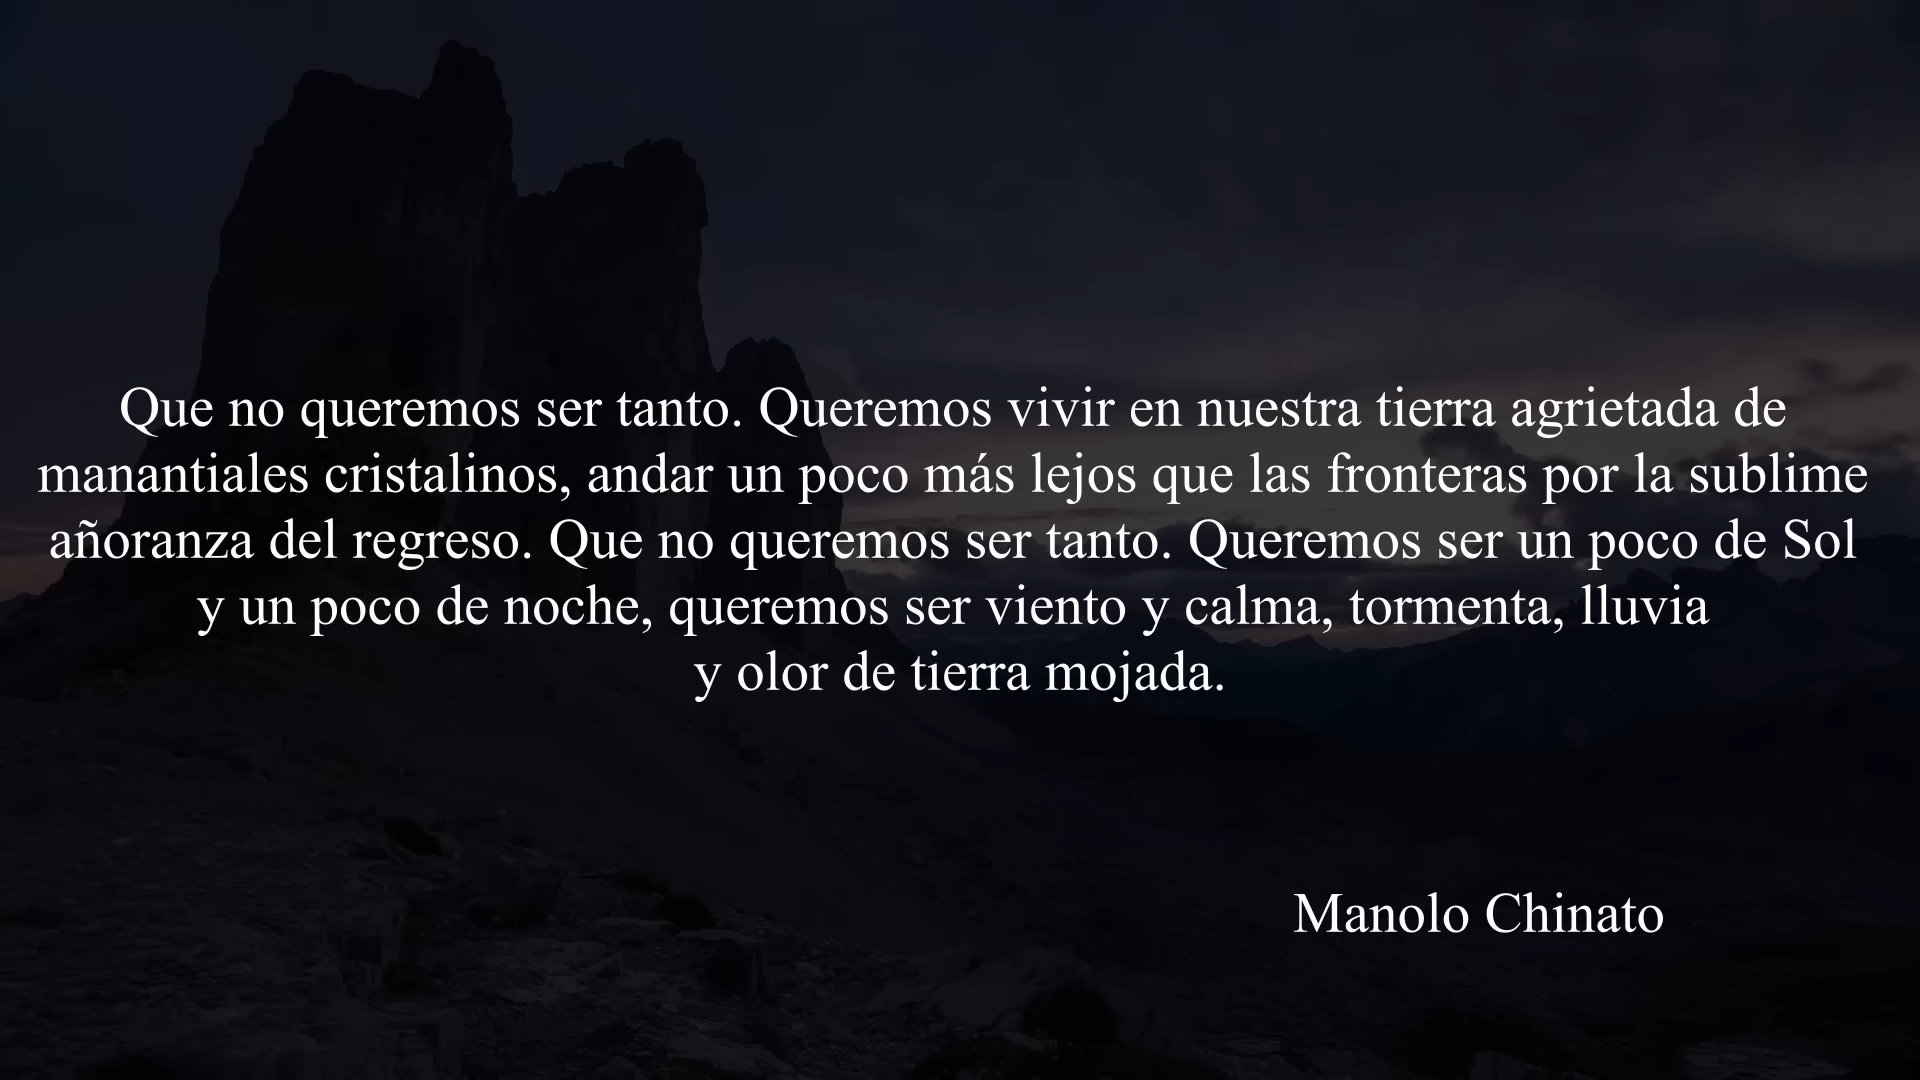 Que no queremos ser tanto. Queremos vivir en nuestra tierra agrietada de
manantiales cristalinos, andar un poco más lejos que las fronteras por la sublime
añoranza del regreso. Que no queremos ser tanto. Queremos ser un poco de Sol
y un poco de noche, queremos ser viento y calma, tormenta, lluvia
y olor de tierra mojada.
Manolo Chinato